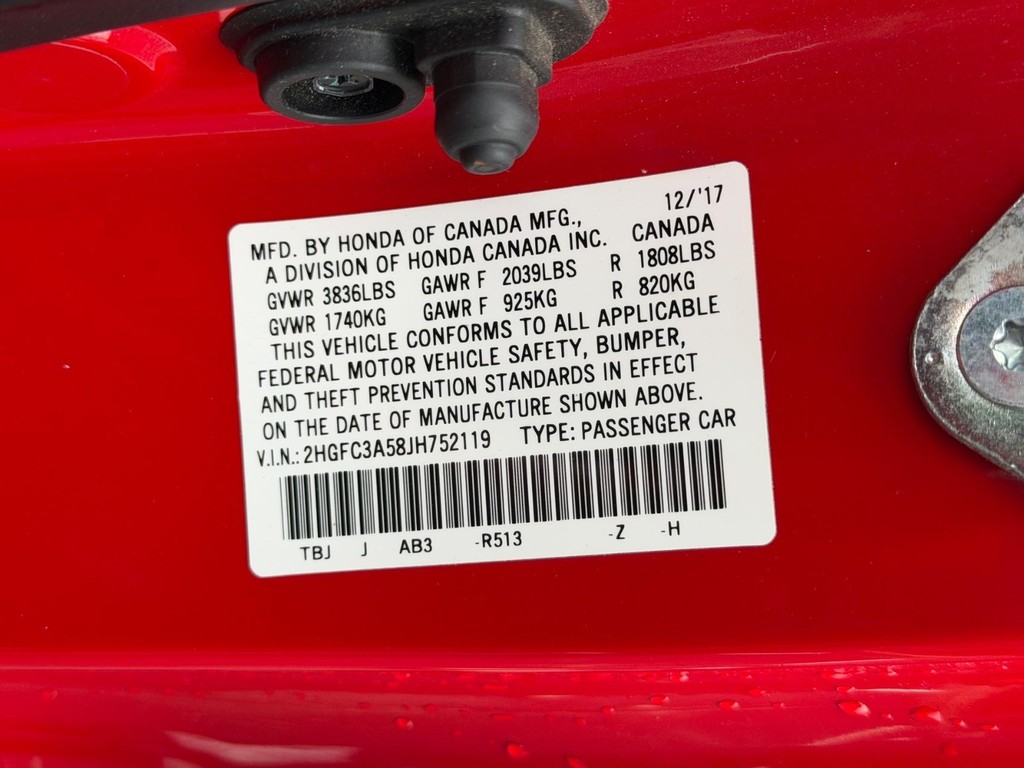 12/'17
MFD. BY HONDA OF CANADA MFG.,
A DIVISION OF HONDA CANADA INC. CANADA
GVWR 3836LBS GAWR F 2039LBS R 1808LBS
GVWR 1740KG GAWR F 925KG R 820KG
THIS VEHICLE CONFORMS TO ALL APPLICABLE
FEDERAL MOTOR VEHICLE SAFETY, BUMPER,
AND THEFT PREVENTION STANDARDS IN EFFECT
ON THE DATE OF MANUFACTURE SHOWN ABOVE.
V.I.N.: 2HGFC3A58JH752119 TYPE: PASSENGER CAR
TBJ J AB3 -R513 -Z -H